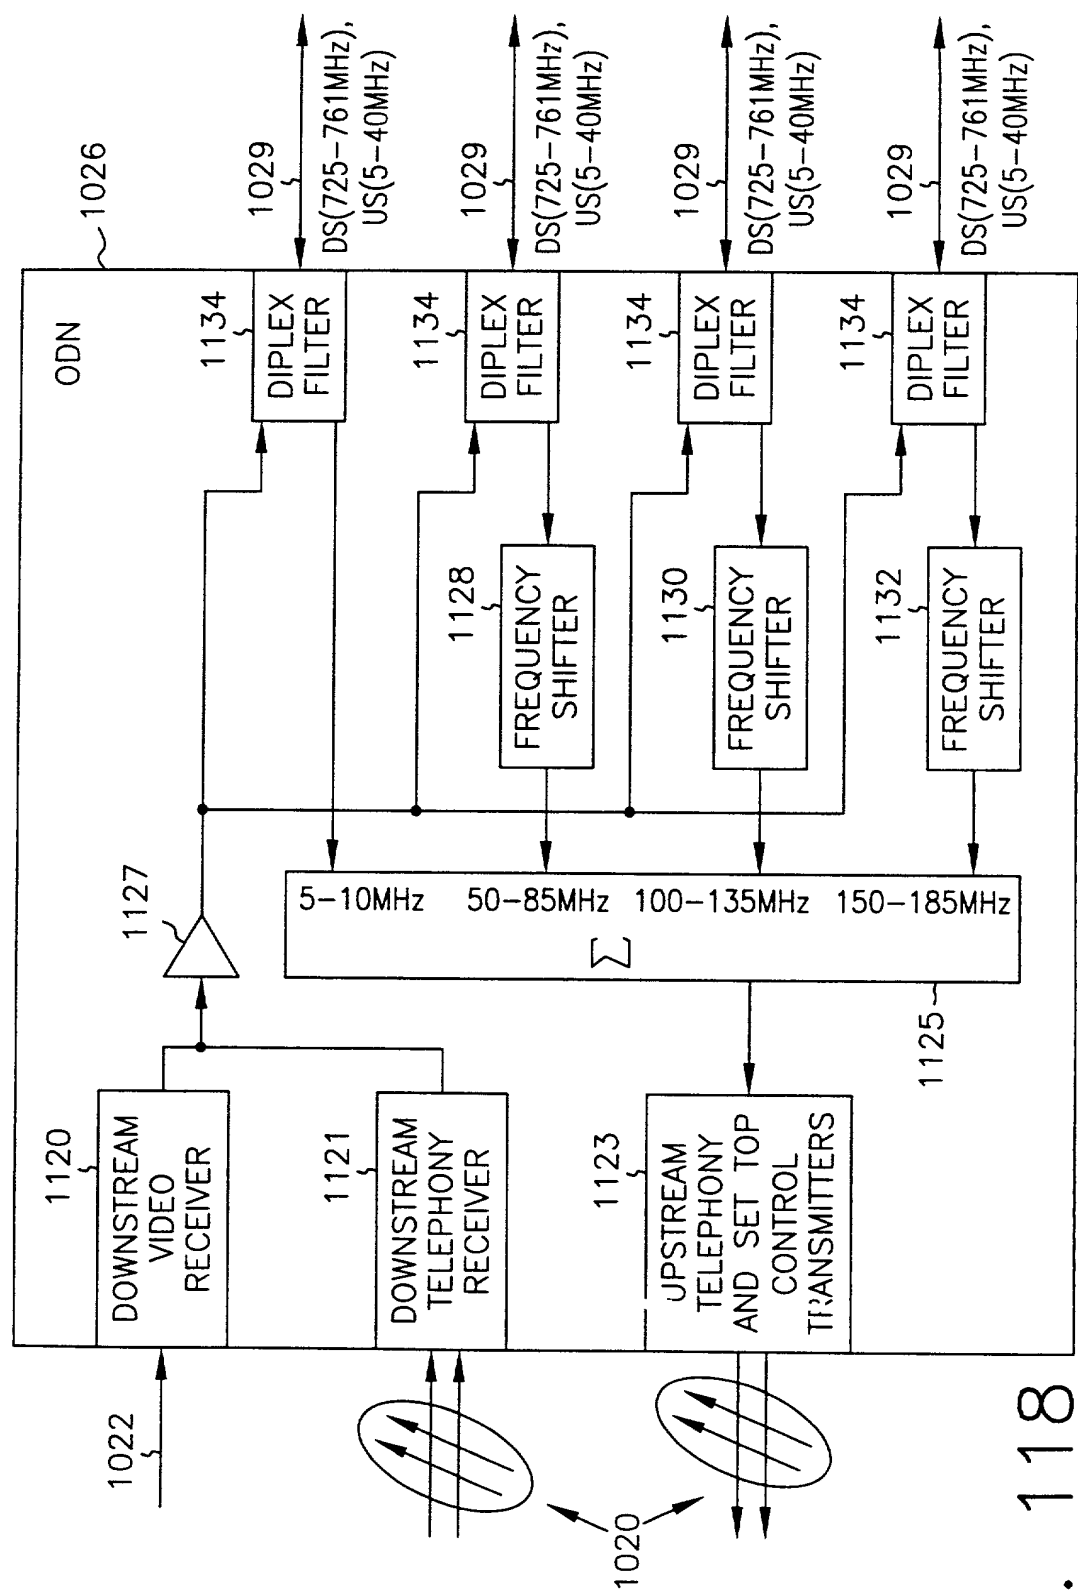 1026
ODN
1022
1120
DOWNSTREAM
VIDEO
RECEIVER
1127
1134
DIPLEX
FILTER
1029
DS(725-761MHz),
US(5-40MHz)
1020
1121
DOWNSTREAM
TELEPHONY
RECEIVER
5-10MHz
50-85MHz
100-135MHz
150-185MHz
Σ
1125
1128
FREQUENCY
SHIFTER
1134
DIPLEX
FILTER
1029
DS(725-761MHz),
US(5-40MHz)
1123
UPSTREAM
TELEPHONY
AND SET TOP
CONTROL
TRANSMITTERS
1130
FREQUENCY
SHIFTER
1134
DIPLEX
FILTER
1029
DS(725-761MHz),
US(5-40MHz)
1132
FREQUENCY
SHIFTER
1134
DIPLEX
FILTER
1029
DS(725-761MHz),
US(5-40MHz)
. 118